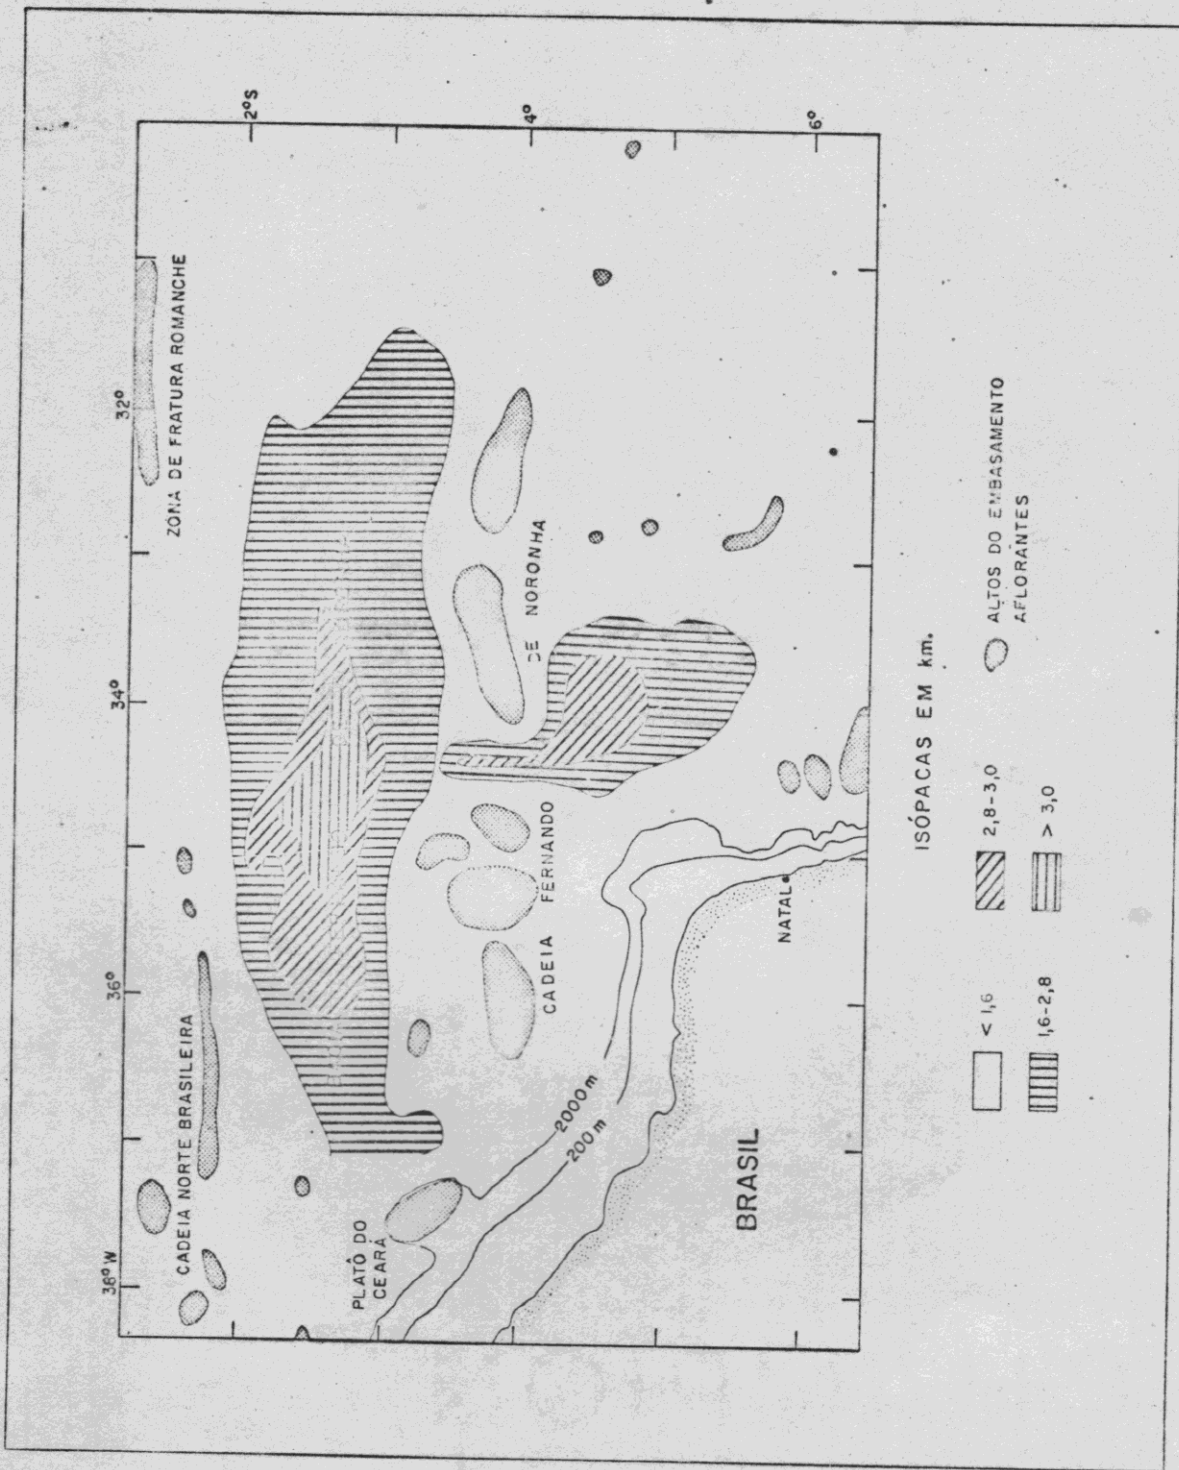 38° W
36°
34°
32°
2°S
4°
6°
CADEIA NORTE BRASILEIRA
ZONA DE FRATURA ROMANCHE
PLATÔ DO
CEARÁ
CADEIA FERNANDO DE NORONHA
2000 m
200 m
BRASIL
NATAL
ISÓPACAS EM km.
< 1,6
2,8-3,0
ALTOS DO EMBASAMENTO
AFLORANTES
1,6-2,8
> 3,0